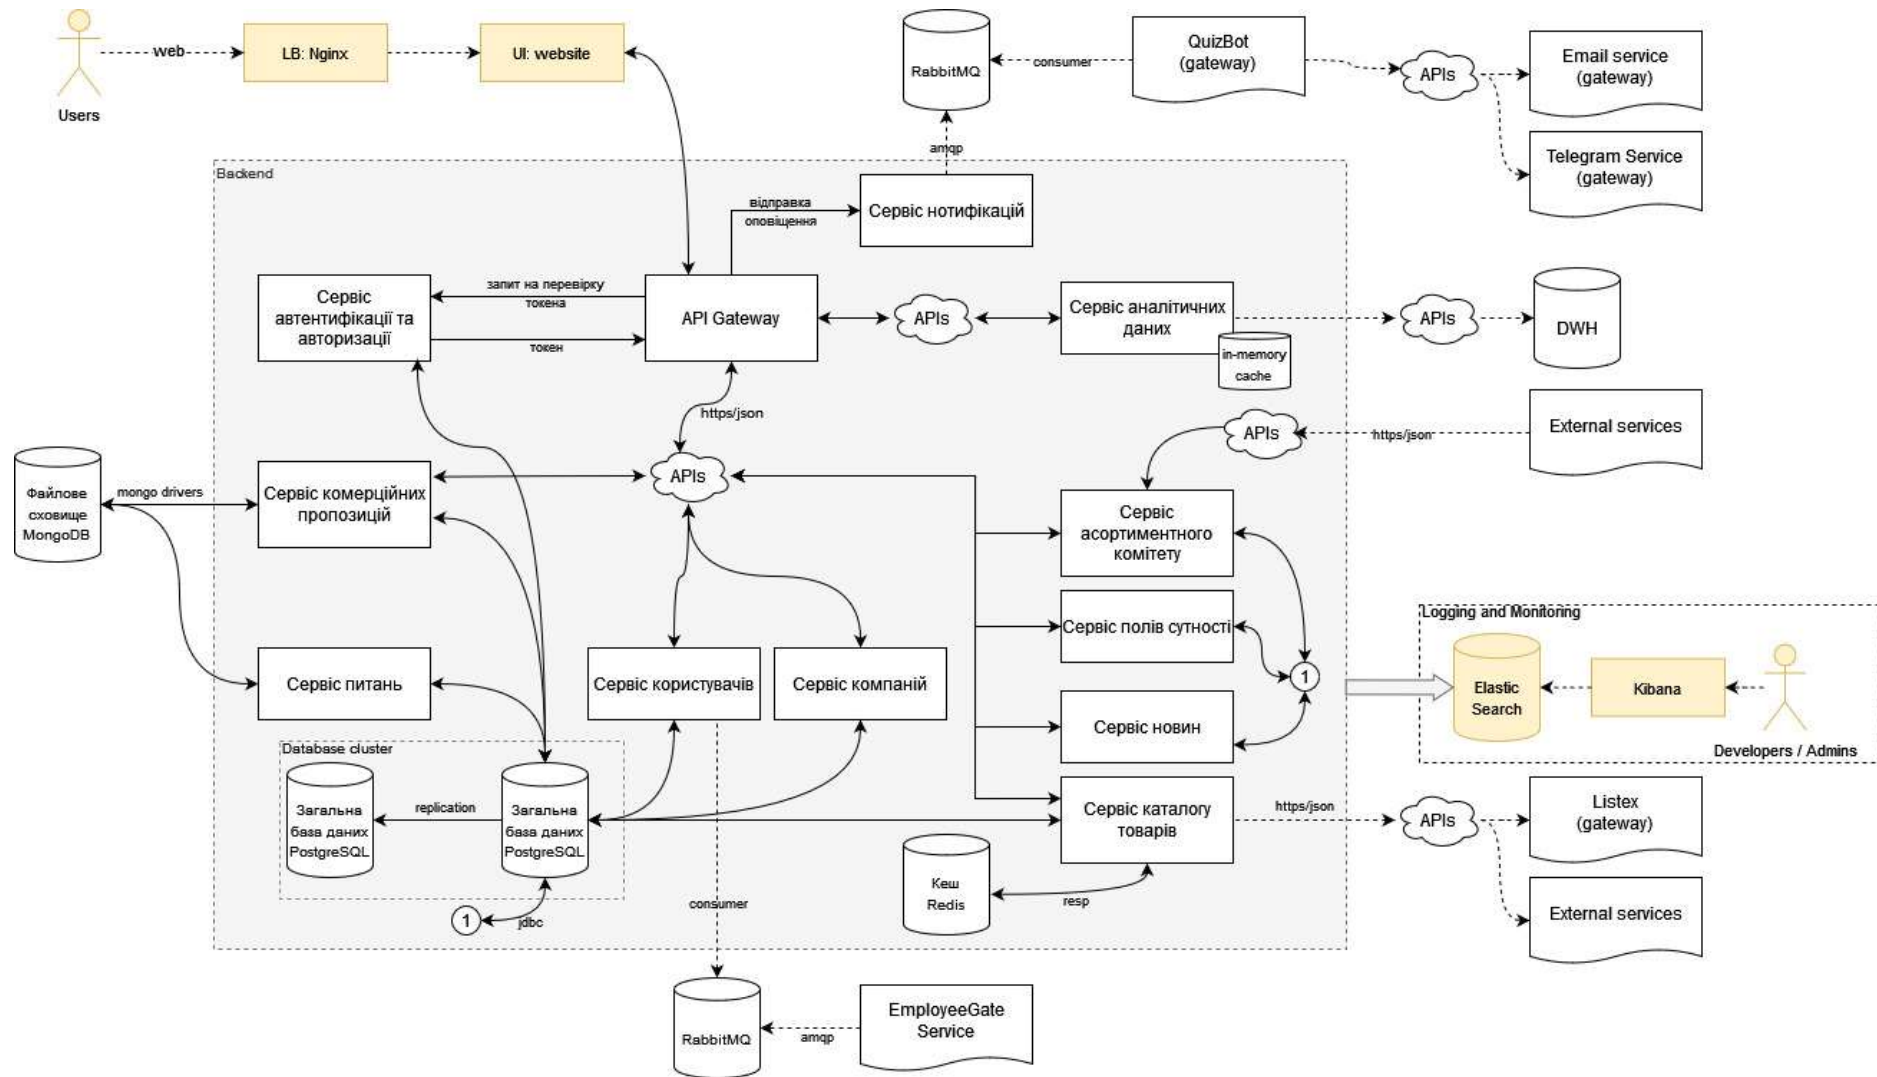 Users
web
LB: Nginx
UI: website
RabbitMQ
consumer
QuizBot
(gateway)
APIs
Email service
(gateway)
Telegram Service
(gateway)
amqp
Backend
відправка
оповіщення
Сервіс нотифікацій
Сервіс
автентифікації та
авторизації
запит на перевірку
токена
токен
API Gateway
APIs
Сервіс аналітичних
даних
in-memory
cache
APIs
DWH
https/json
APIs
https/json
External services
Файлове
сховище
MongoDB
mongo drivers
Сервіс комерційних
пропозицій
APIs
Сервіс
асортиментного
комітету
Сервіс полів сутності
1
Сервіс питань
Сервіс користувачів
Сервіс компаній
Сервіс новин
Logging and Monitoring
Elastic
Search
Kibana
Developers / Admins
Database cluster
Загальна
база даних
PostgreSQL
replication
Загальна
база даних
PostgreSQL
Сервіс каталогу
товарів
https/json
APIs
Listex
(gateway)
External services
1
jdbc
consumer
Кеш
Redis
resp
RabbitMQ
amqp
EmployeeGate
Service